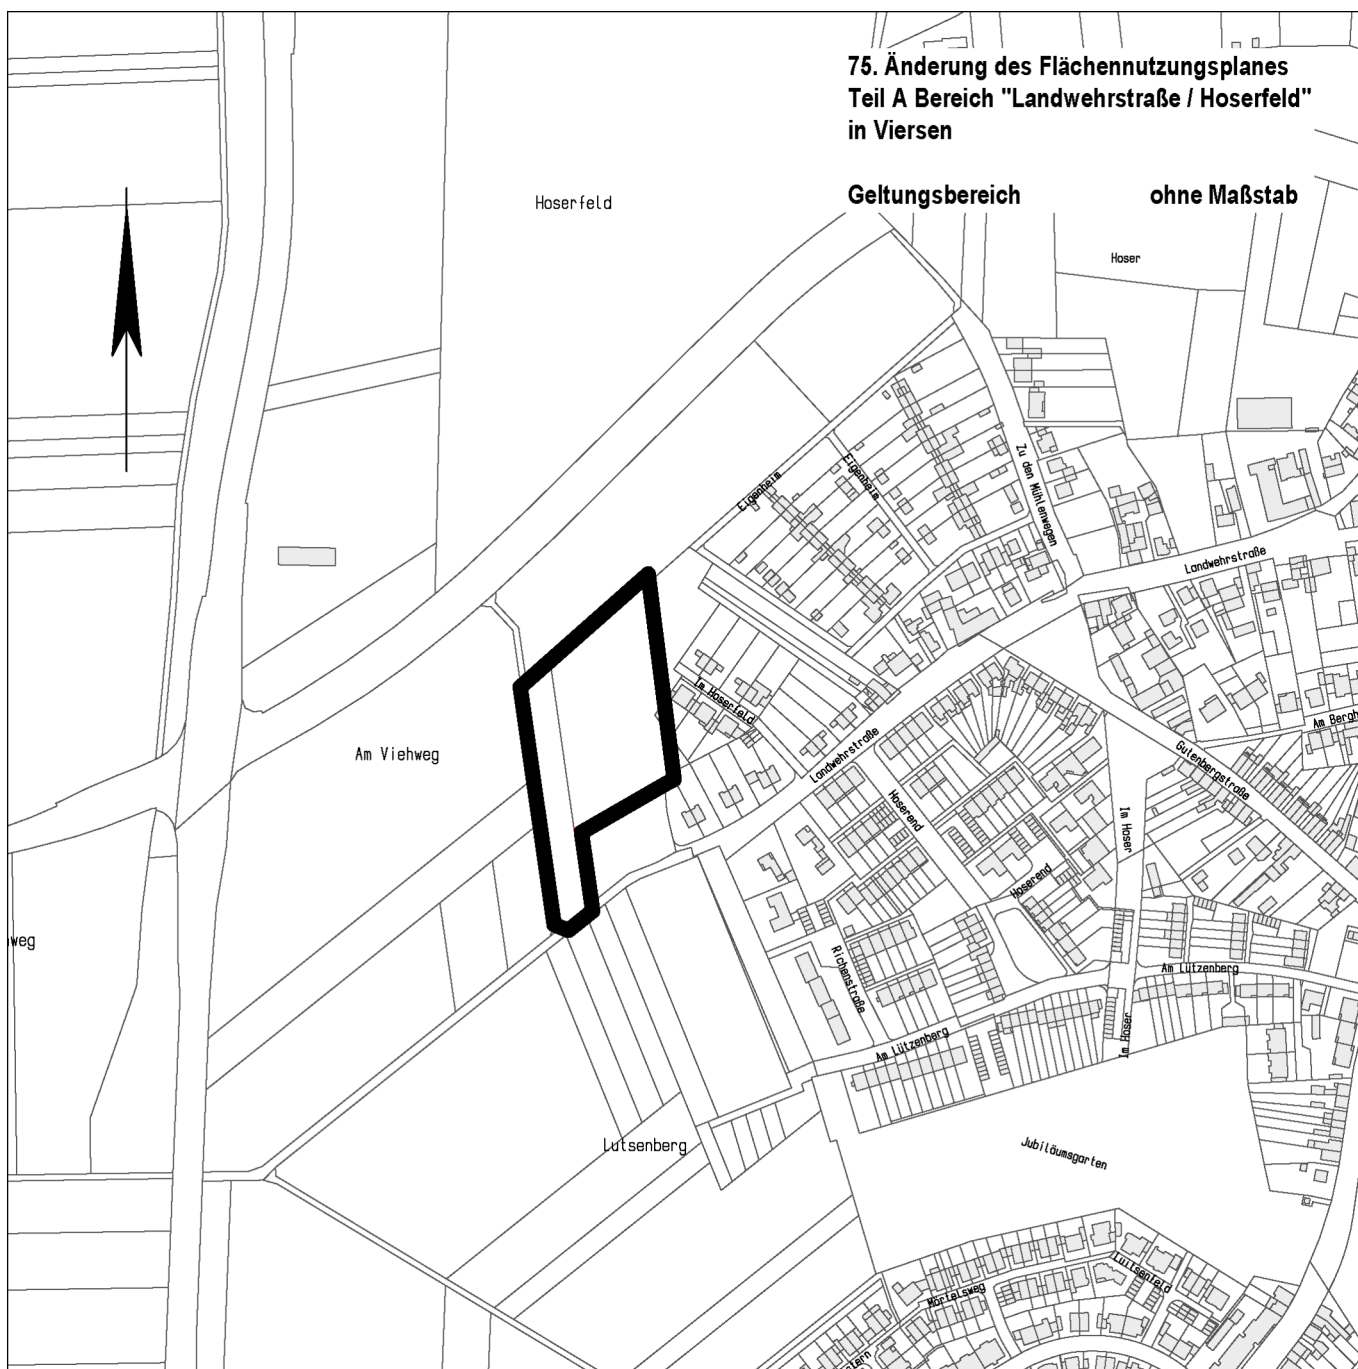 75. Änderung des Flächennutzungsplanes
Teil A Bereich "Landwehrstraße / Hoserfeld"
in Viersen
Geltungsbereich ohne Maßstab
Hoserfeld
Hoser
Zu den Mühlenwegen
Eigenheim
Eigenheim
Landwehrstraße
Im Hoserfeld
Am Viehweg
Landwehrstraße
Am Bergh
Gutenbergstraße
Hoserend
Im Hoser
Hoserend
weg
Richenstraße
Am Lützenberg
Im Hoser
Am Lützenberg
Lutsenberg
Jubiläumsgarten
Luitsenfeld
Mörtelsweg